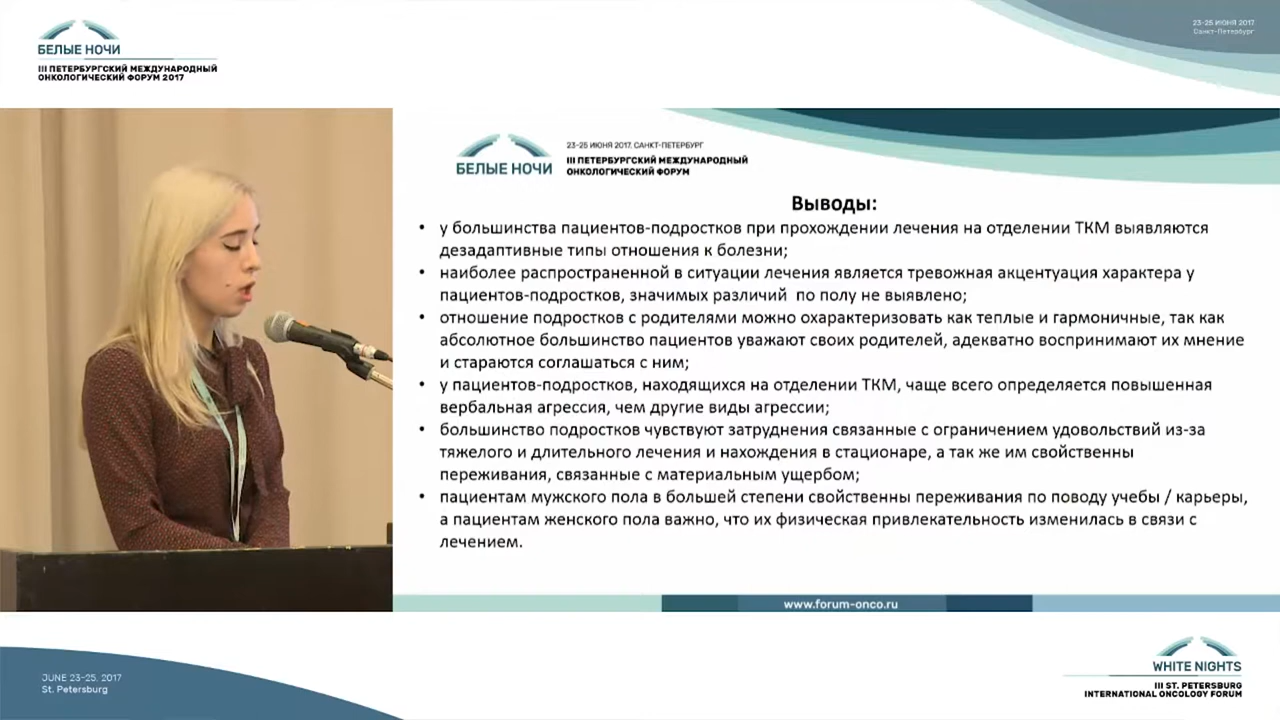 БЕЛЫЕ НОЧИ
III ПЕТЕРБУРГСКИЙ МЕЖДУНАРОДНЫЙ
ОНКОЛОГИЧЕСКИЙ ФОРУМ 2017
23-25 ИЮНЯ 2017
Санкт-Петербург
БЕЛЫЕ НОЧИ
23-25 ИЮНЯ 2017. САНКТ-ПЕТЕРБУРГ
III ПЕТЕРБУРГСКИЙ МЕЖДУНАРОДНЫЙ
ОНКОЛОГИЧЕСКИЙ ФОРУМ
Выводы:
• у большинства пациентов-подростков при прохождении лечения на отделении ТКМ выявляются
дезадаптивные типы отношения к болезни;
• наиболее распространенной в ситуации лечения является тревожная акцентуация характера у
пациентов-подростков, значимых различий по полу не выявлено;
• отношение подростков с родителями можно охарактеризовать как теплые и гармоничные, так как
абсолютное большинство пациентов уважают своих родителей, адекватно воспринимают их мнение
и стараются соглашаться с ним;
• у пациентов-подростков, находящихся на отделении ТКМ, чаще всего определяется повышенная
вербальная агрессия, чем другие виды агрессии;
• большинство подростков чувствуют затруднения связанные с ограничением удовольствий из-за
тяжелого и длительного лечения и нахождения в стационаре, а так же им свойственны
переживания, связанные с материальным ущербом;
• пациентам мужского пола в большей степени свойственны переживания по поводу учебы / карьеры,
а пациентам женского пола важно, что их физическая привлекательность изменилась в связи с
лечением.
www.forum-onco.ru
JUNE 23-25. 2017
St. Petersburg
WHITE NIGHTS
III ST. PETERSBURG
INTERNATIONAL ONCOLOGY FORUM